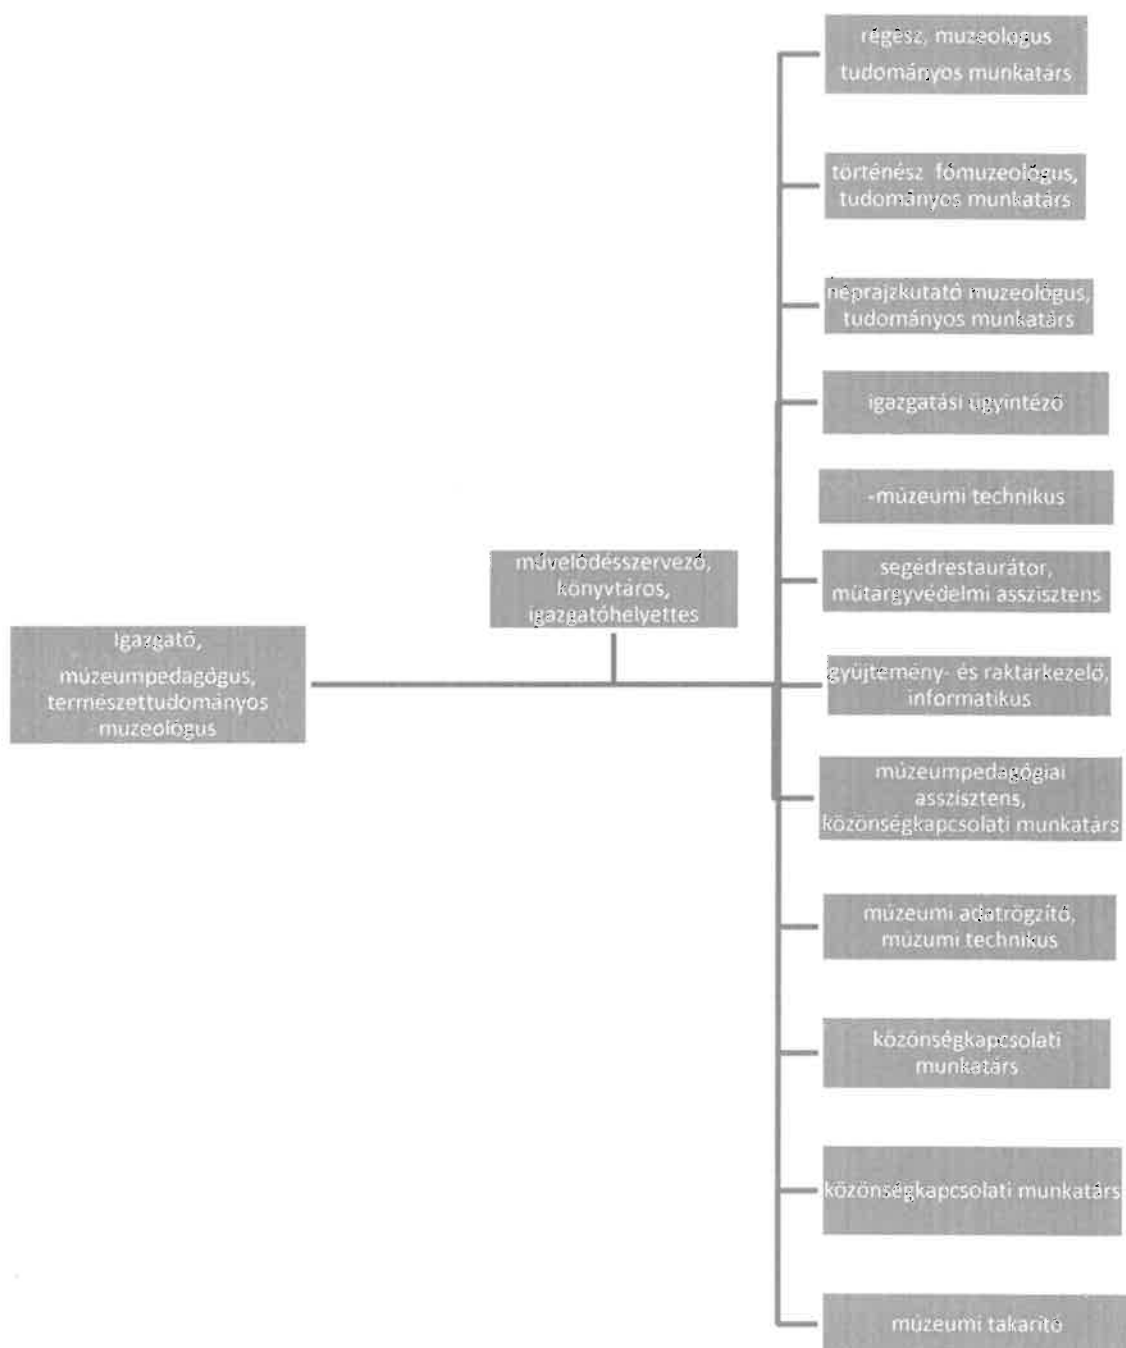 régész, muzeologus
tudományos munkatárs
történész főmuzeológus,
tudományos munkatárs
néprajzkutató muzeológus,
tudományos munkatárs
igazgatási ügyintéző
-múzeumi technikus
művelődésszervező,
könyvtáros,
igazgatóhelyettes
segédrestaurátor,
műtárgyvédelmi asszisztens
Igazgató,
múzeumpedagógus,
természettudományos
muzeológus
gyűjtemény- és raktárkezelő,
informatikus
múzeumpedagógiai
asszisztens,
közönségkapcsolati munkatárs
múzeumi adatrögzítő,
múzumi technikus
közönségkapcsolati
munkatárs
közönségkapcsolati munkatárs
múzeumi takarító